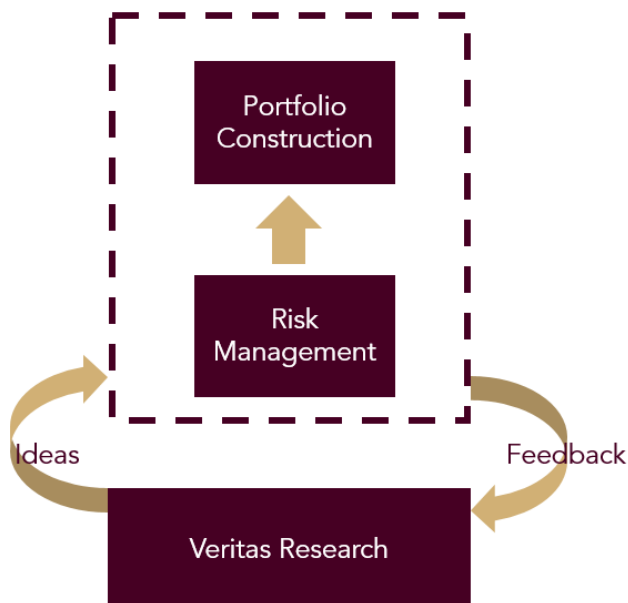 Portfolio
Construction
Risk
Management
Ideas
Feedback
Veritas Research